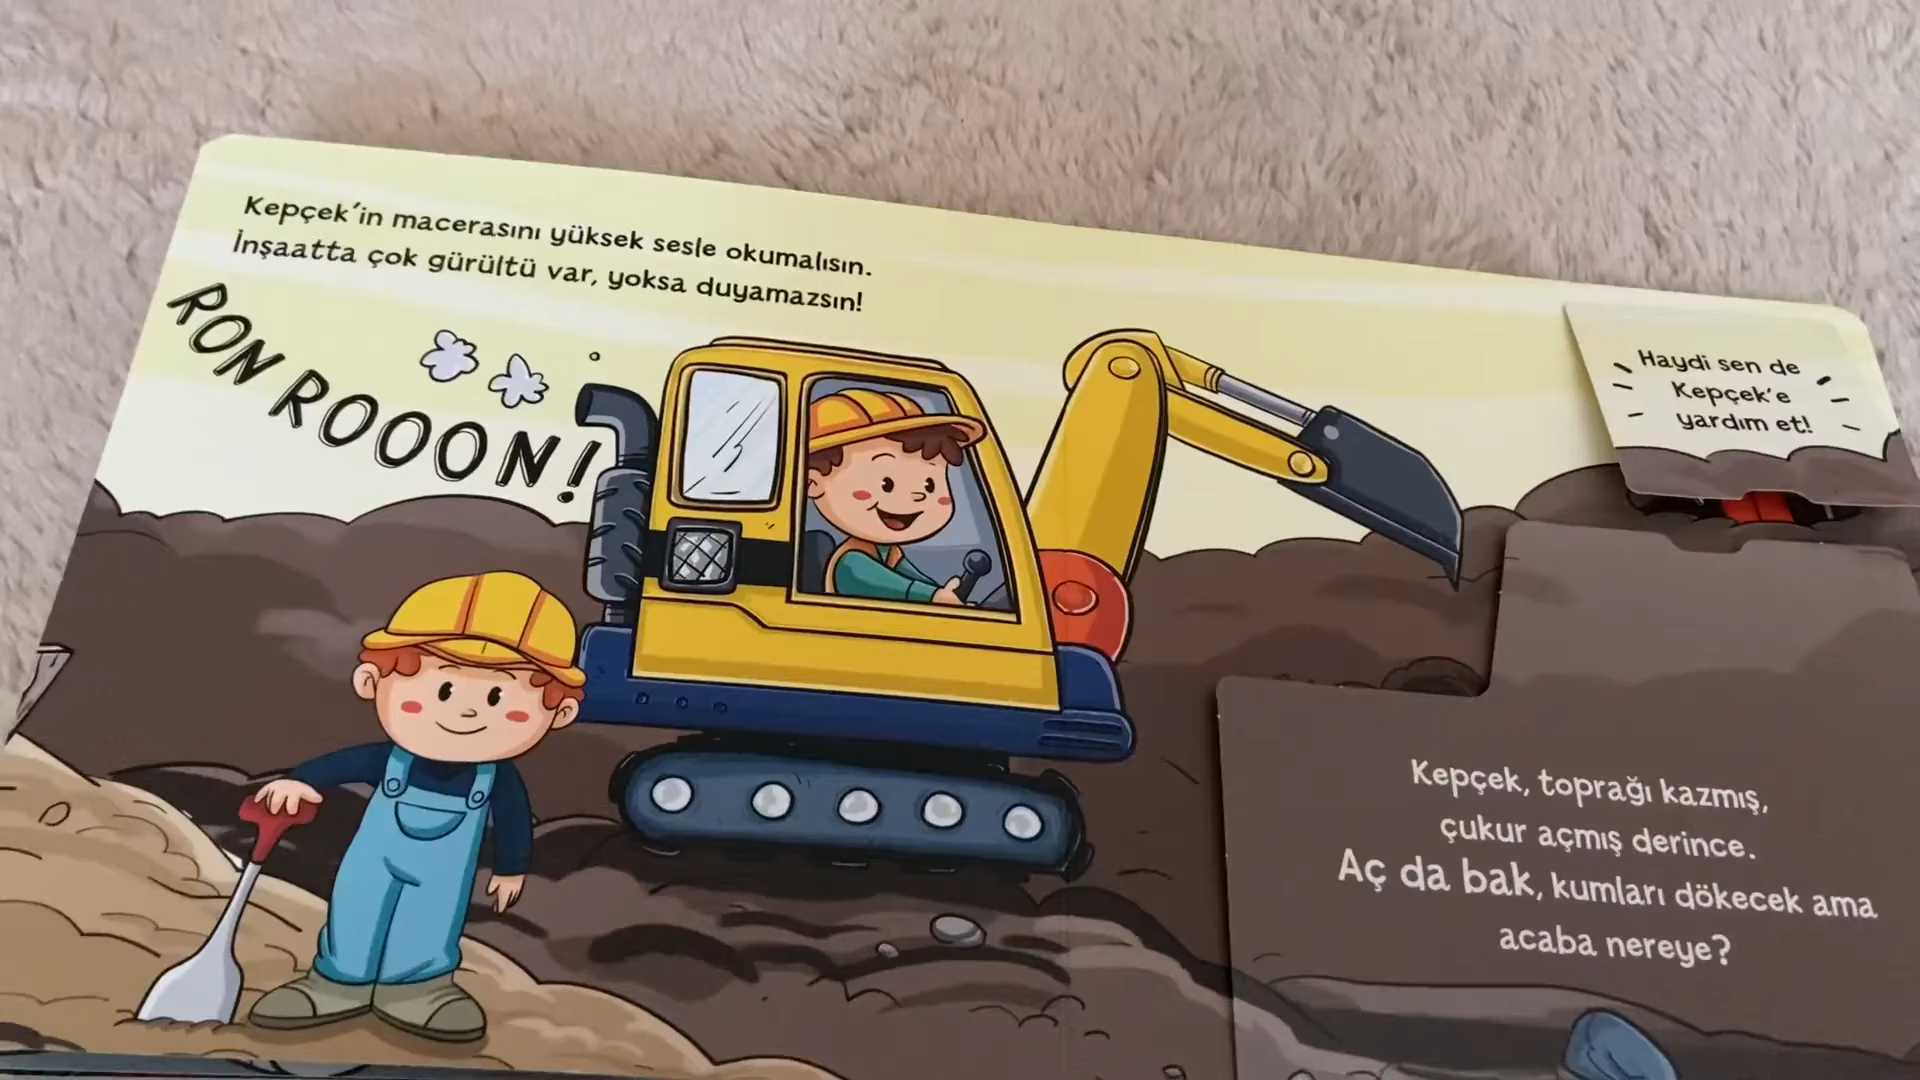 Kepçek'in macerasını yüksek sesle okumalısın.
İnşaatta çok gürültü var, yoksa duyamazsın!
RON ROOON!
Haydi sen de
Kepçek'e
yardım et!
Kepçek, toprağı kazmış,
çukur açmış derince.
Aç da bak, kumları dökecek ama
acaba nereye?